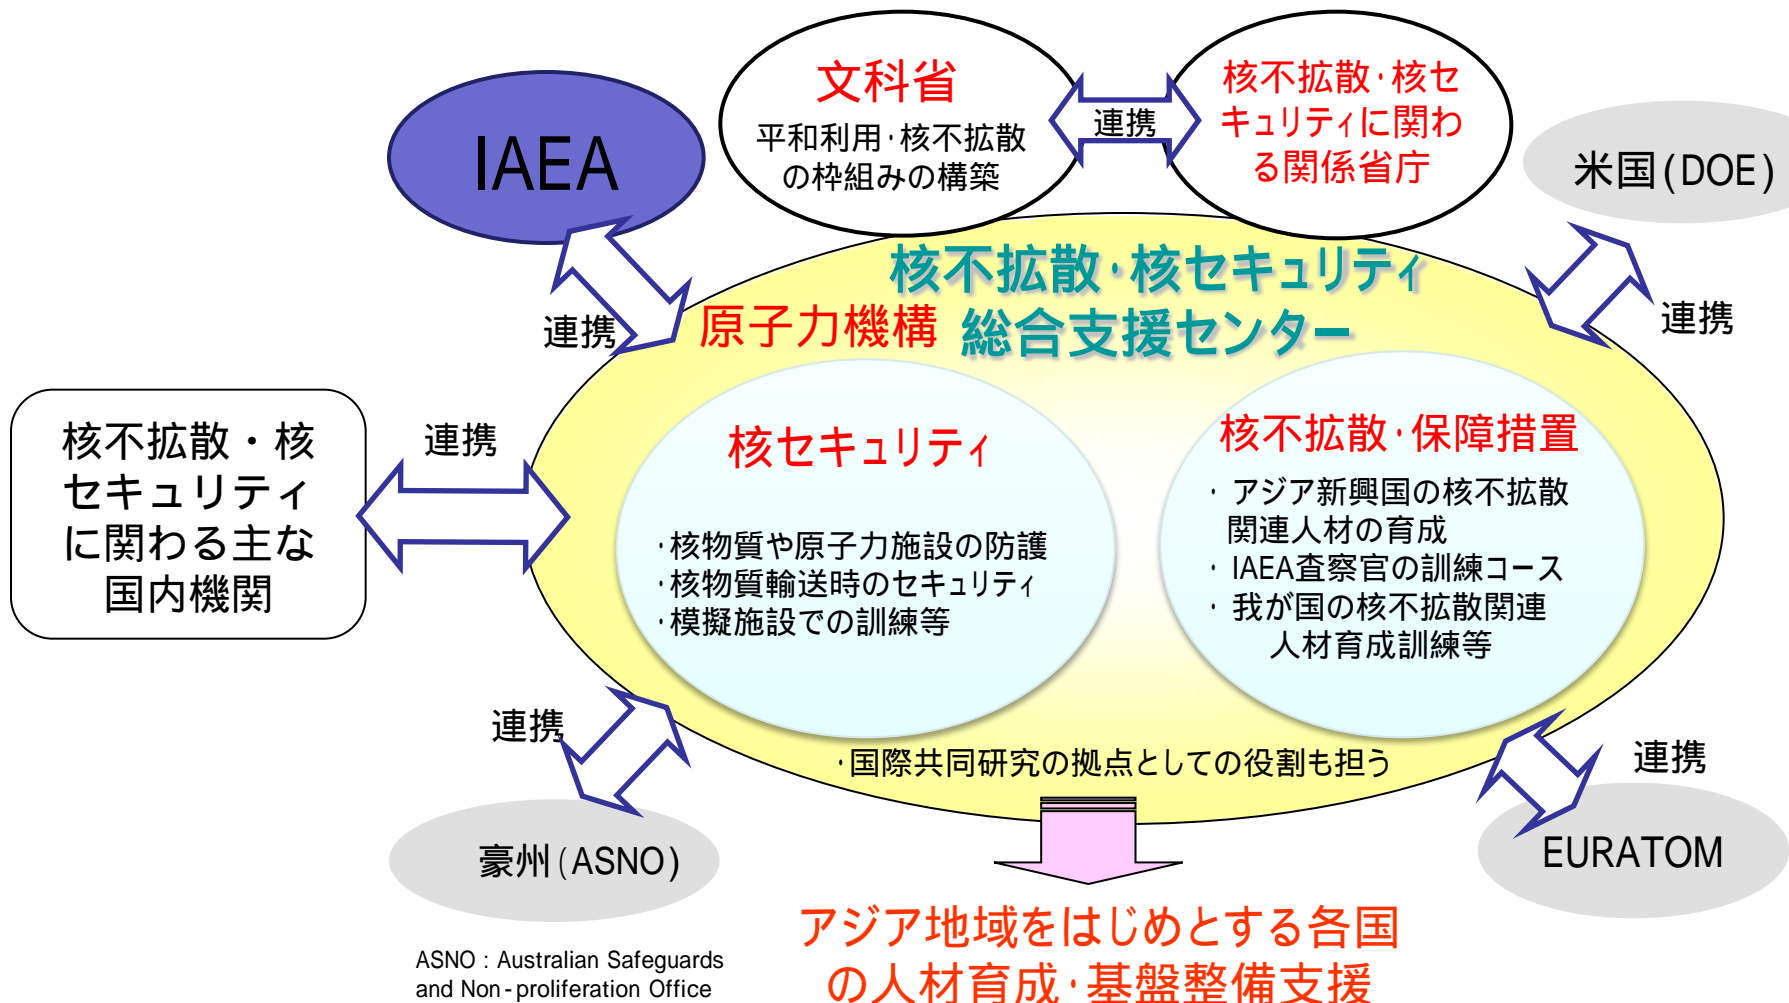 文科省
平和利用・核不拡散
の枠組みの構築
連携
核不拡散・核セ
キュリティに関わ
る関係省庁
IAEA
米国(DOE)
核不拡散・核セキュリティ
総合支援センター
原子力機構
連携
連携
核不拡散・核
セキュリティ
に関わる主な
国内機関
連携
核セキュリティ
・核物質や原子力施設の防護
・核物質輸送時のセキュリティ
・模擬施設での訓練等
核不拡散・保障措置
・ アジア新興国の核不拡散
関連人材の育成
・ IAEA査察官の訓練コース
・ 我が国の核不拡散関連
人材育成訓練等
連携
・国際共同研究の拠点としての役割も担う
連携
豪州(ASNO)
EURATOM
アジア地域をはじめとする各国
の人材育成・基盤整備支援
ASNO : Australian Safeguards
and Non-proliferation Office